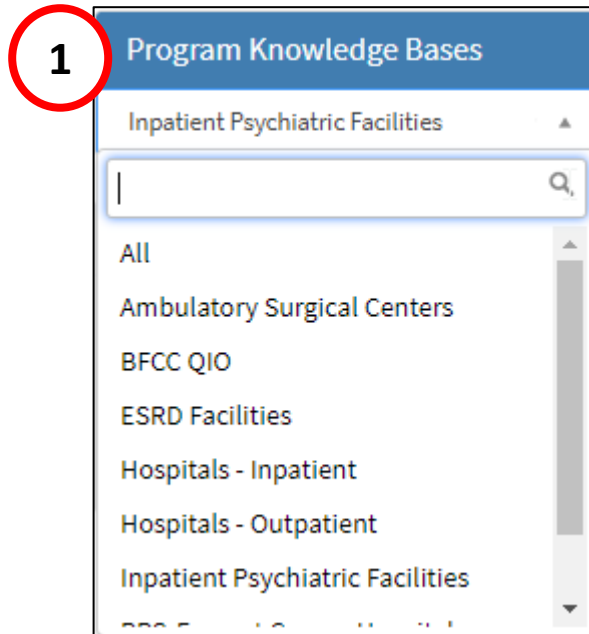 1
Program Knowledge Bases
Inpatient Psychiatric Facilities
All
Ambulatory Surgical Centers
BFCC QIO
ESRD Facilities
Hospitals - Inpatient
Hospitals - Outpatient
Inpatient Psychiatric Facilities